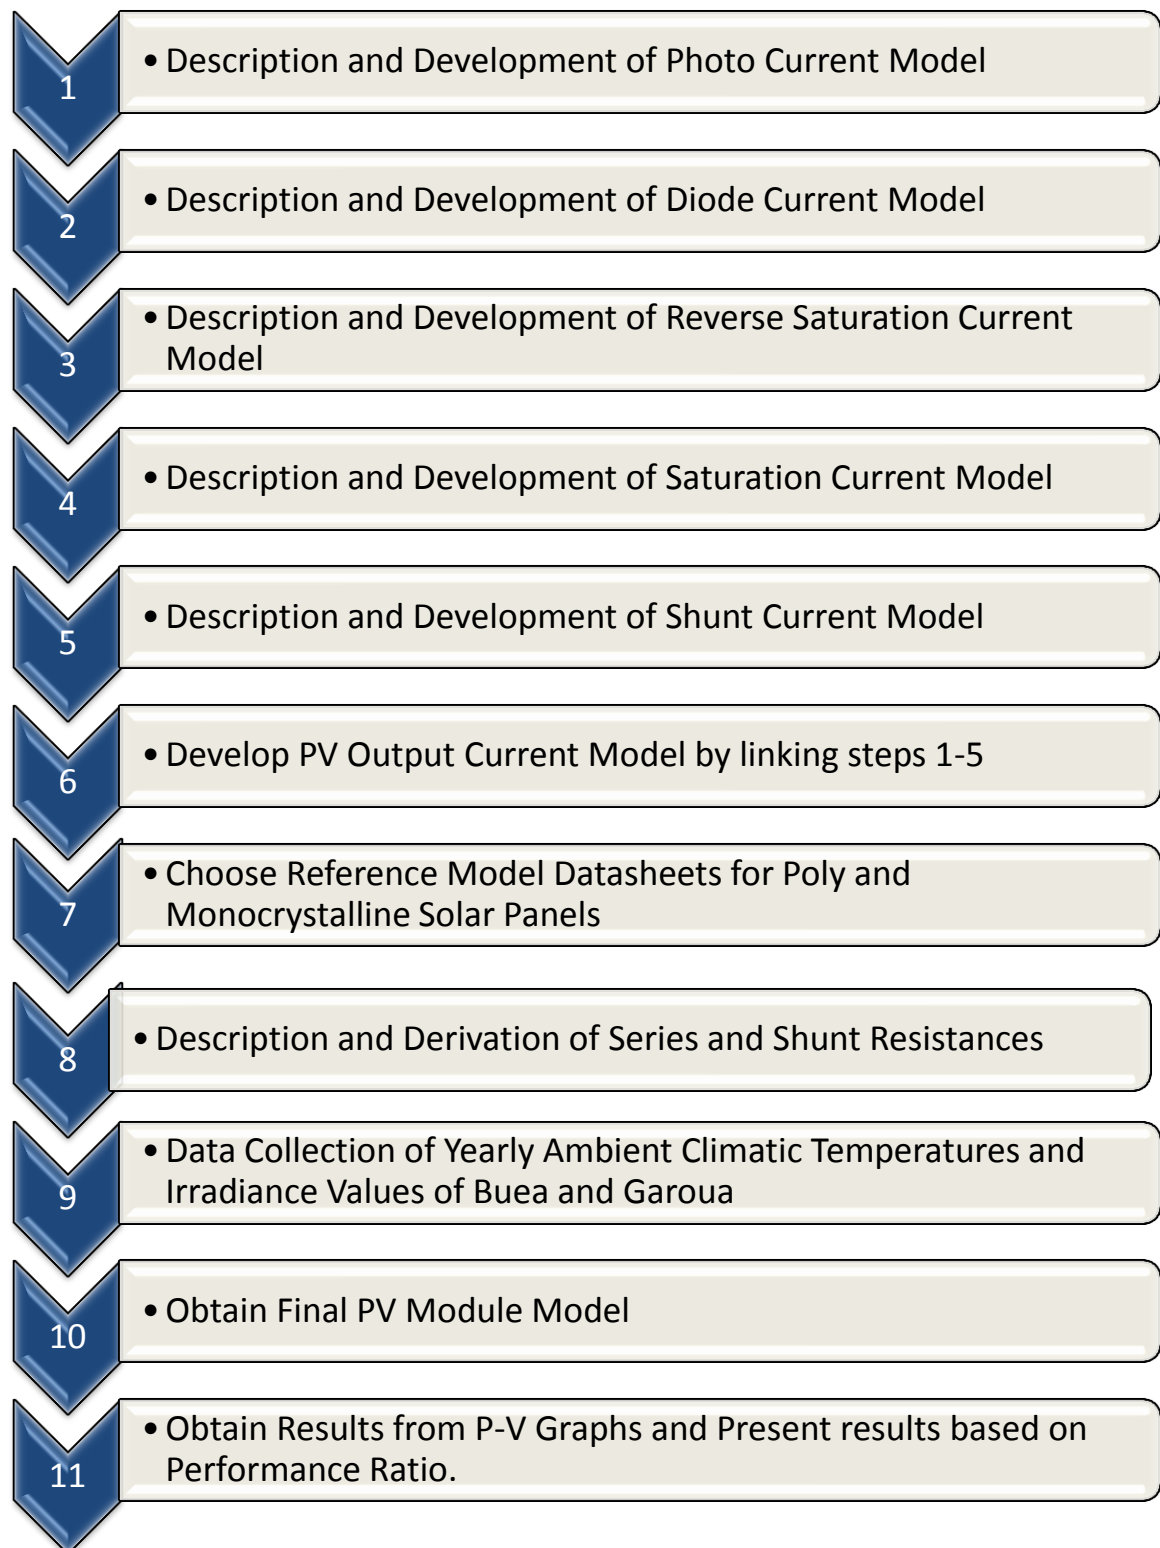 1
• Description and Development of Photo Current Model
2
• Description and Development of Diode Current Model
3
• Description and Development of Reverse Saturation Current
Model
4
• Description and Development of Saturation Current Model
5
• Description and Development of Shunt Current Model
6
• Develop PV Output Current Model by linking steps 1-5
7
• Choose Reference Model Datasheets for Poly and
Monocrystalline Solar Panels
8
• Description and Derivation of Series and Shunt Resistances
9
• Data Collection of Yearly Ambient Climatic Temperatures and
Irradiance Values of Buea and Garoua
10
• Obtain Final PV Module Model
11
• Obtain Results from P-V Graphs and Present results based on
Performance Ratio.